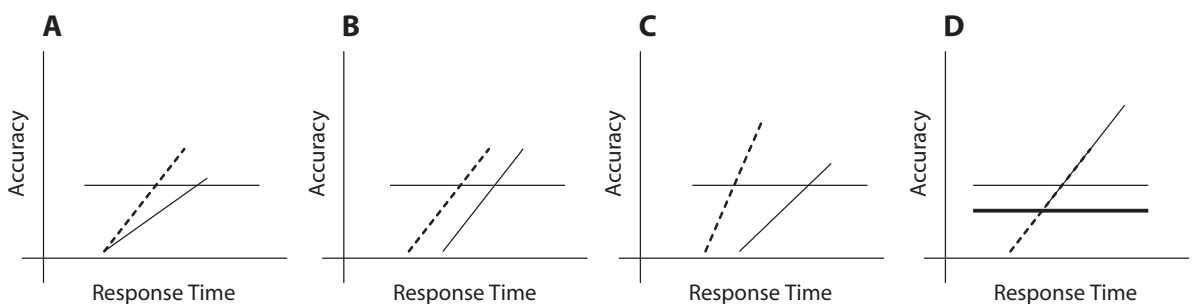 A
B
C
D
Accuracy
Accuracy
Accuracy
Accuracy
Response Time
Response Time
Response Time
Response Time